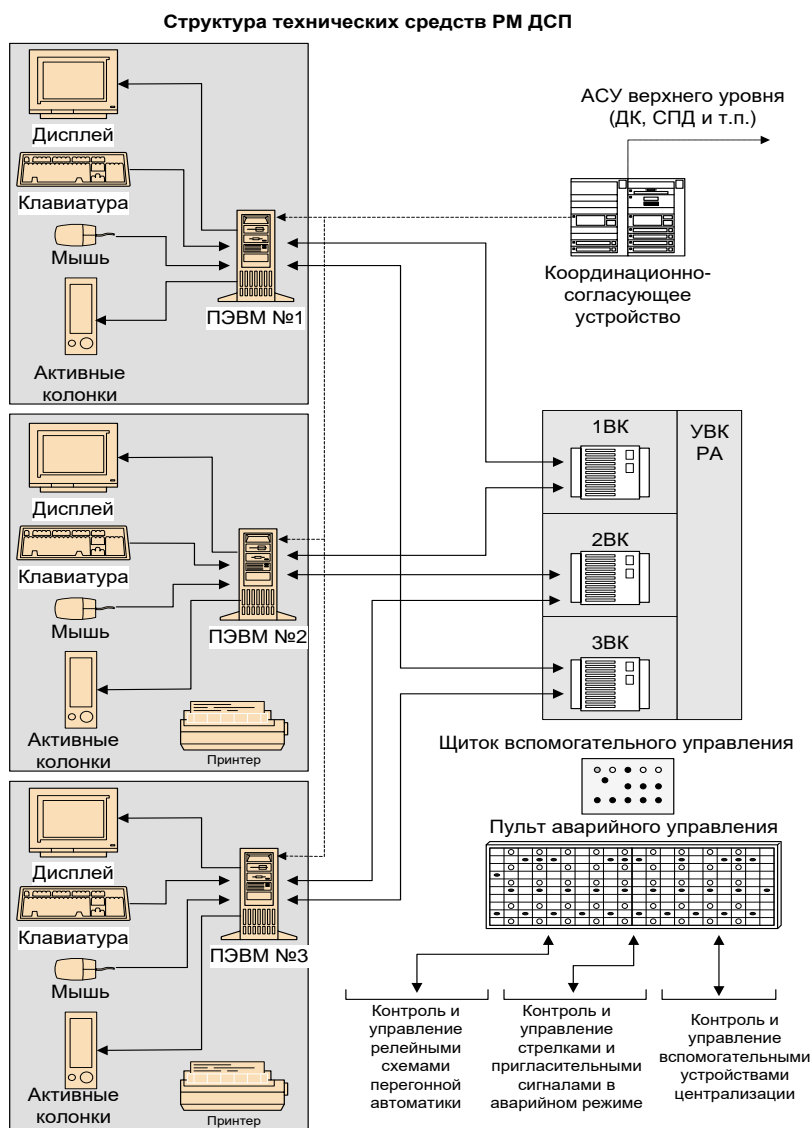 Структура технических средств РМ ДСП
Дисплей
Клавиатура
Мышь
Активные
колонки
ПЭВМ №1
АСУ верхнего уровня
(ДК, СПД и т.п.)
Координационно-
согласующее
устройство
Дисплей
Клавиатура
Мышь
Активные
колонки
ПЭВМ №2
Принтер
1ВК
2ВК
3ВК
УВК
РА
Щиток вспомогательного управления
Пульт аварийного управления
Дисплей
Клавиатура
Мышь
Активные
колонки
ПЭВМ №3
Принтер
Контроль и
управление
релейными
схемами
перегонной
автоматики
Контроль и
управление
стрелками и
пригласительными
сигналами в
аварийном режиме
Контроль и
управление
вспомогательными
устройствами
централизации